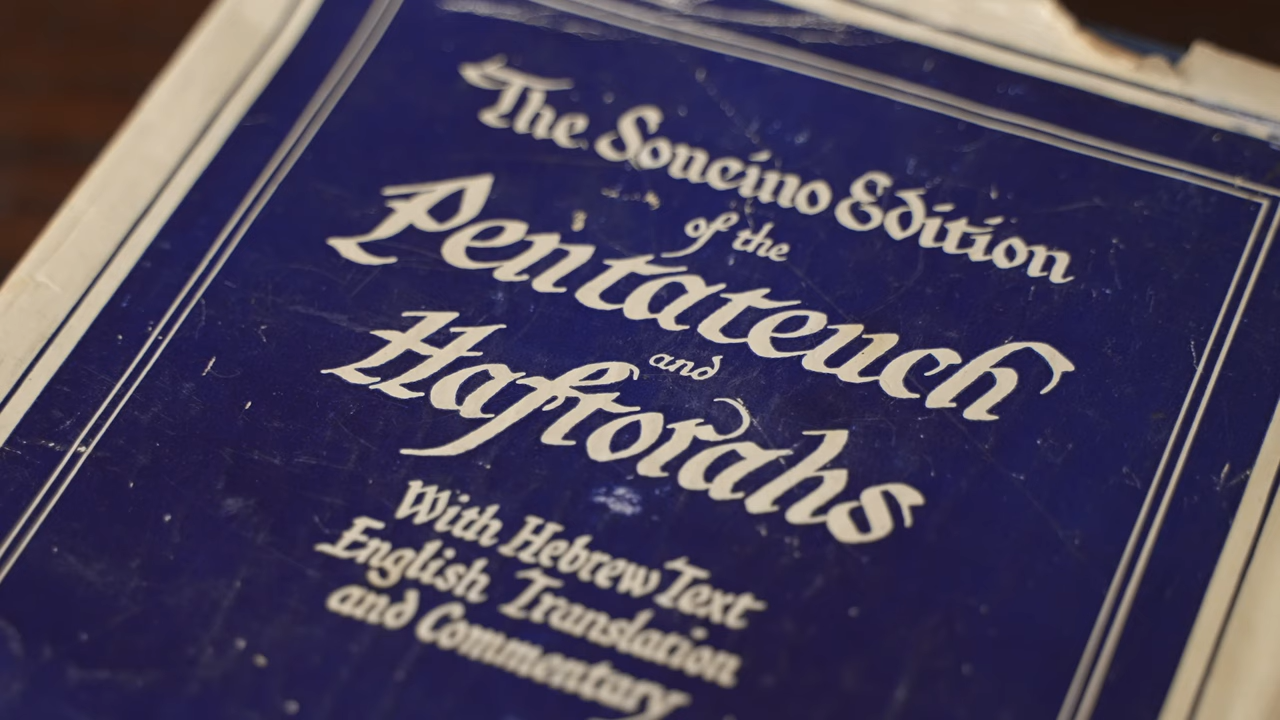 The Soncino Edition
of the
Pentateuch
and
Haftorahs
With Hebrew Text
English Translation
and Commentary